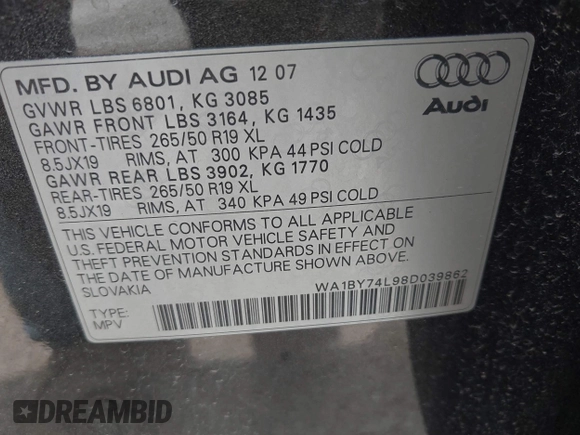 MFD. BY AUDI AG 12 07
GVWR LBS 6801, KG 3085
GAWR FRONT LBS 3164, KG 1435
FRONT-TIRES 265/50 R19 XL
8.5JX19 RIMS, AT 300 KPA 44 PSI COLD
GAWR REAR LBS 3902, KG 1770
REAR-TIRES 265/50 R19 XL
8.5JX19 RIMS, AT 340 KPA 49 PSI COLD
Audi
THIS VEHICLE CONFORMS TO ALL APPLICABLE
U.S. FEDERAL MOTOR VEHICLE SAFETY AND
THEFT PREVENTION STANDARDS IN EFFECT ON
THE DATE OF MANUFACTURE SHOWN ABOVE.
SLOVAKIA
WA1BY74L98D039862
TYPE:
MPV
DREAMBID